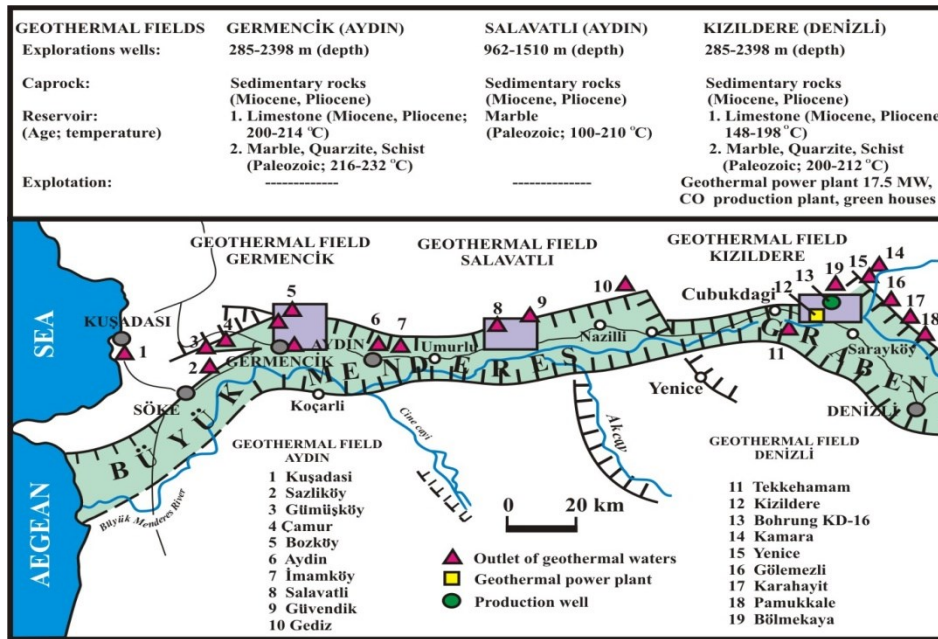 GEOTHERMAL FIELDS GERMENCİK (AYDIN) SALAVATLI (AYDIN) KIZILDERE (DENİZLİ)
Explorations wells: 285-2398 m (depth) 962-1510 m (depth) 285-2398 m (depth)
Caprock: Sedimentary rocks Sedimentary rocks Sedimentary rocks
(Miocene, Pliocene) (Miocene, Pliocene) (Miocene, Pliocene)
Reservoir: 1. Limestone (Miocene, Pliocene; Marble 1. Limestone (Miocene, Pliocene
(Age; temperature) 200-214 °C) (Paleozoic; 100-210 °C) 148-198 °C)
2. Marble, Quarzite, Schist 2. Marble, Quarzite, Schist
(Paleozoic; 216-232 °C) (Paleozoic; 200-212 °C)
Explotation: ------------- ------------- Geothermal power plant 17.5 MW,
CO production plant, green houses
GEOTHERMAL FIELD
GERMENCİK
GEOTHERMAL FIELD
SALAVATLI
GEOTHERMAL FIELD
KIZILDERE
AEGEAN SEA
KUŞADASI
1
2
3
4
5
GERMENCİK
AYDIN
6
7
Umurlu
8
9
10
Nazilli
Cubukdagi
12
13
19
15
14
16
17
18
11
Sarayköy
DENİZLİ
Yenice
SÖKE
Koçarli
BÜYÜK MENDERES GRABEN
Büyük Menderes River
Cine cayi
Akcay
0 20 km
GEOTHERMAL FIELD
AYDIN
1 Kuşadasi
2 Sazliköy
3 Gümüşköy
4 Camur
5 Bozköy
6 Aydin
7 İmamköy
8 Salavatli
9 Güvendik
10 Gediz
Outlet of geothermal waters
Geothermal power plant
Production well
GEOTHERMAL FIELD
DENİZLİ
11 Tekkehamam
12 Kizildere
13 Bohrung KD-16
14 Kamara
15 Yenice
16 Gölemezli
17 Karahayit
18 Pamukkale
19 Bölmekaya